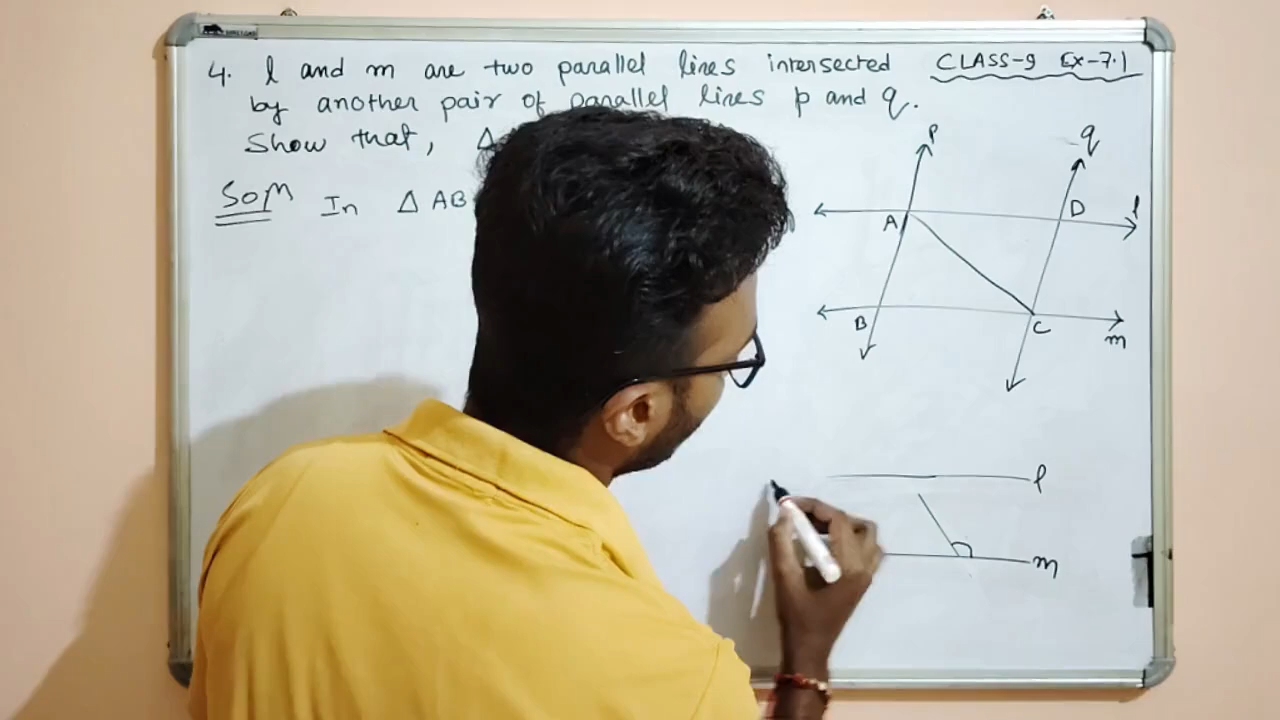 4. l and m are two parallel lines intersected
CLASS-9 Ex-7.1
by another pair of parallel lines p and q.
Show that, Δ
Soln In Δ AB
p
q
A
D
l
B
C
m
l
m